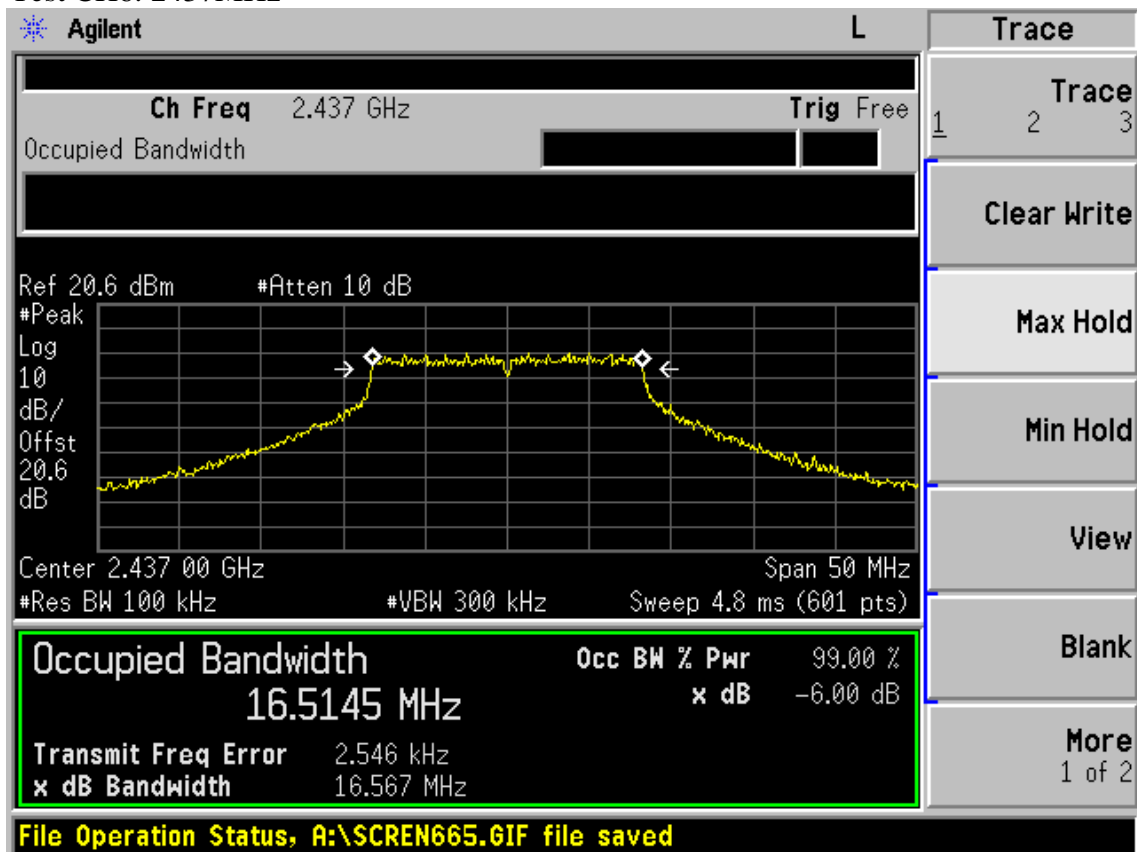 Agilent L Trace
Ch Freq 2.437 GHz Trig Free
Occupied Bandwidth
Trace
1 2 3
Clear Write
Max Hold
Min Hold
View
Blank
More
1 of 2
Ref 20.6 dBm #Atten 10 dB
#Peak
Log
10
dB/
Offst
20.6
dB
Center 2.437 00 GHz Span 50 MHz
#Res BW 100 kHz #VBW 300 kHz Sweep 4.8 ms (601 pts)
Occupied Bandwidth Occ BW % Pwr 99.00 %
16.5145 MHz x dB -6.00 dB
Transmit Freq Error 2.546 kHz
x dB Bandwidth 16.567 MHz
File Operation Status, A:\SCREN665.GIF file saved